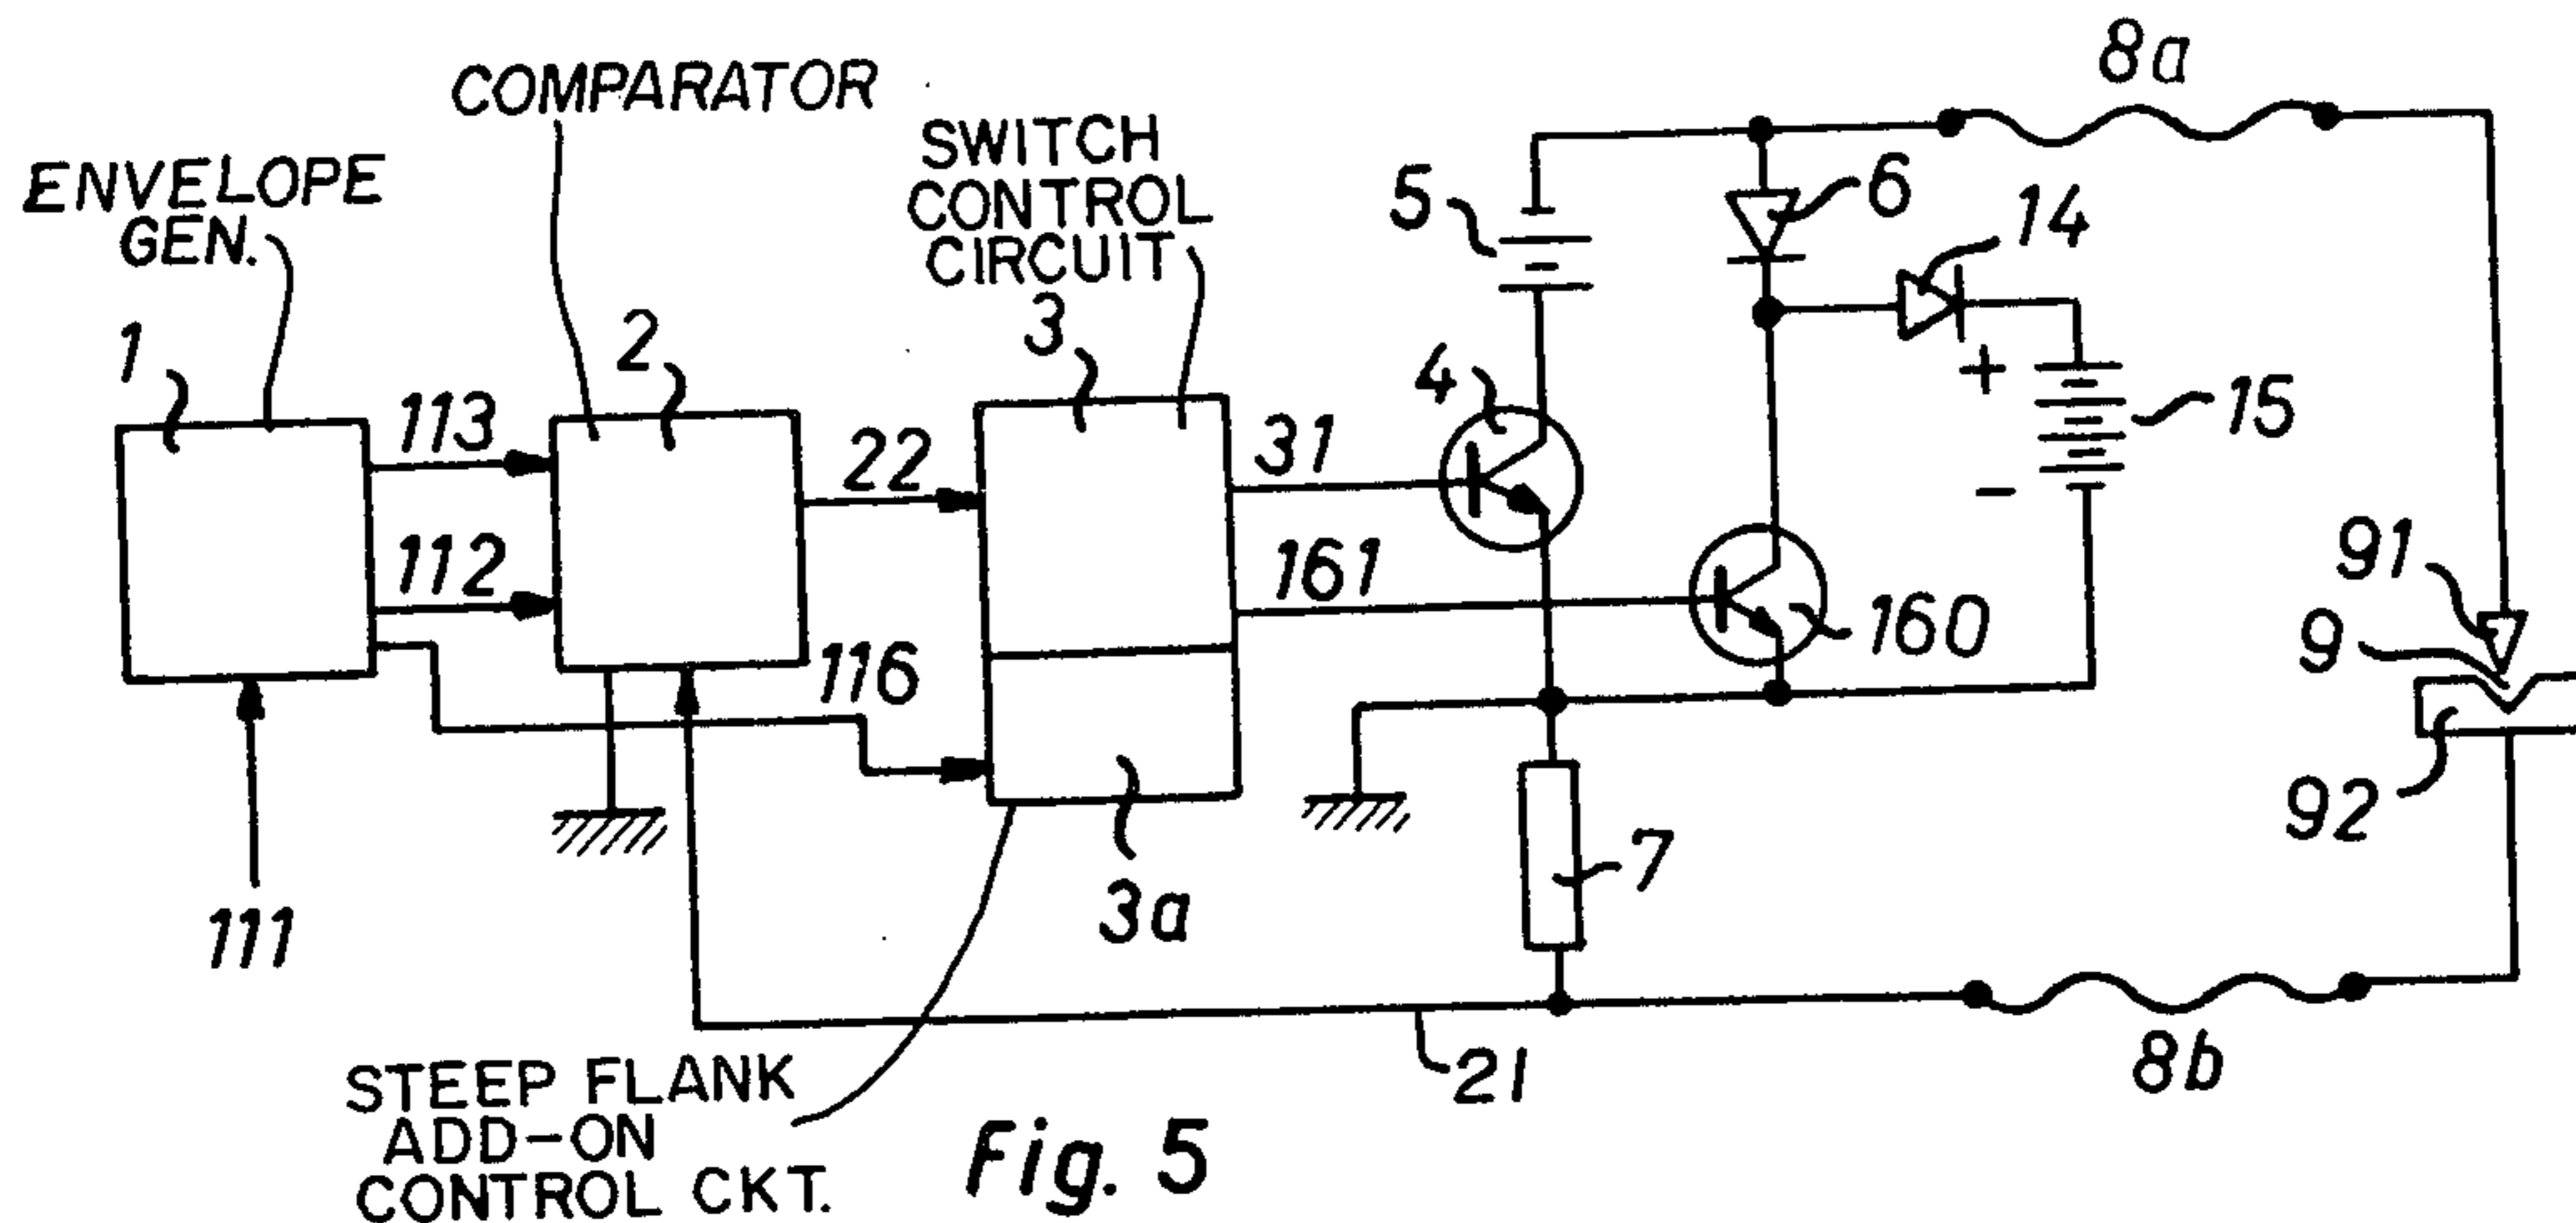 8a
COMPARATOR
SWITCH
CONTROL
CIRCUIT
ENVELOPE
GEN.
5
6
14
3
1
2
4
+
15
113
22
31
112
161
-
91
160
9
116
92
7
111
3a
21
8b
STEEP FLANK
ADD-ON
CONTROL CKT.
Fig. 5